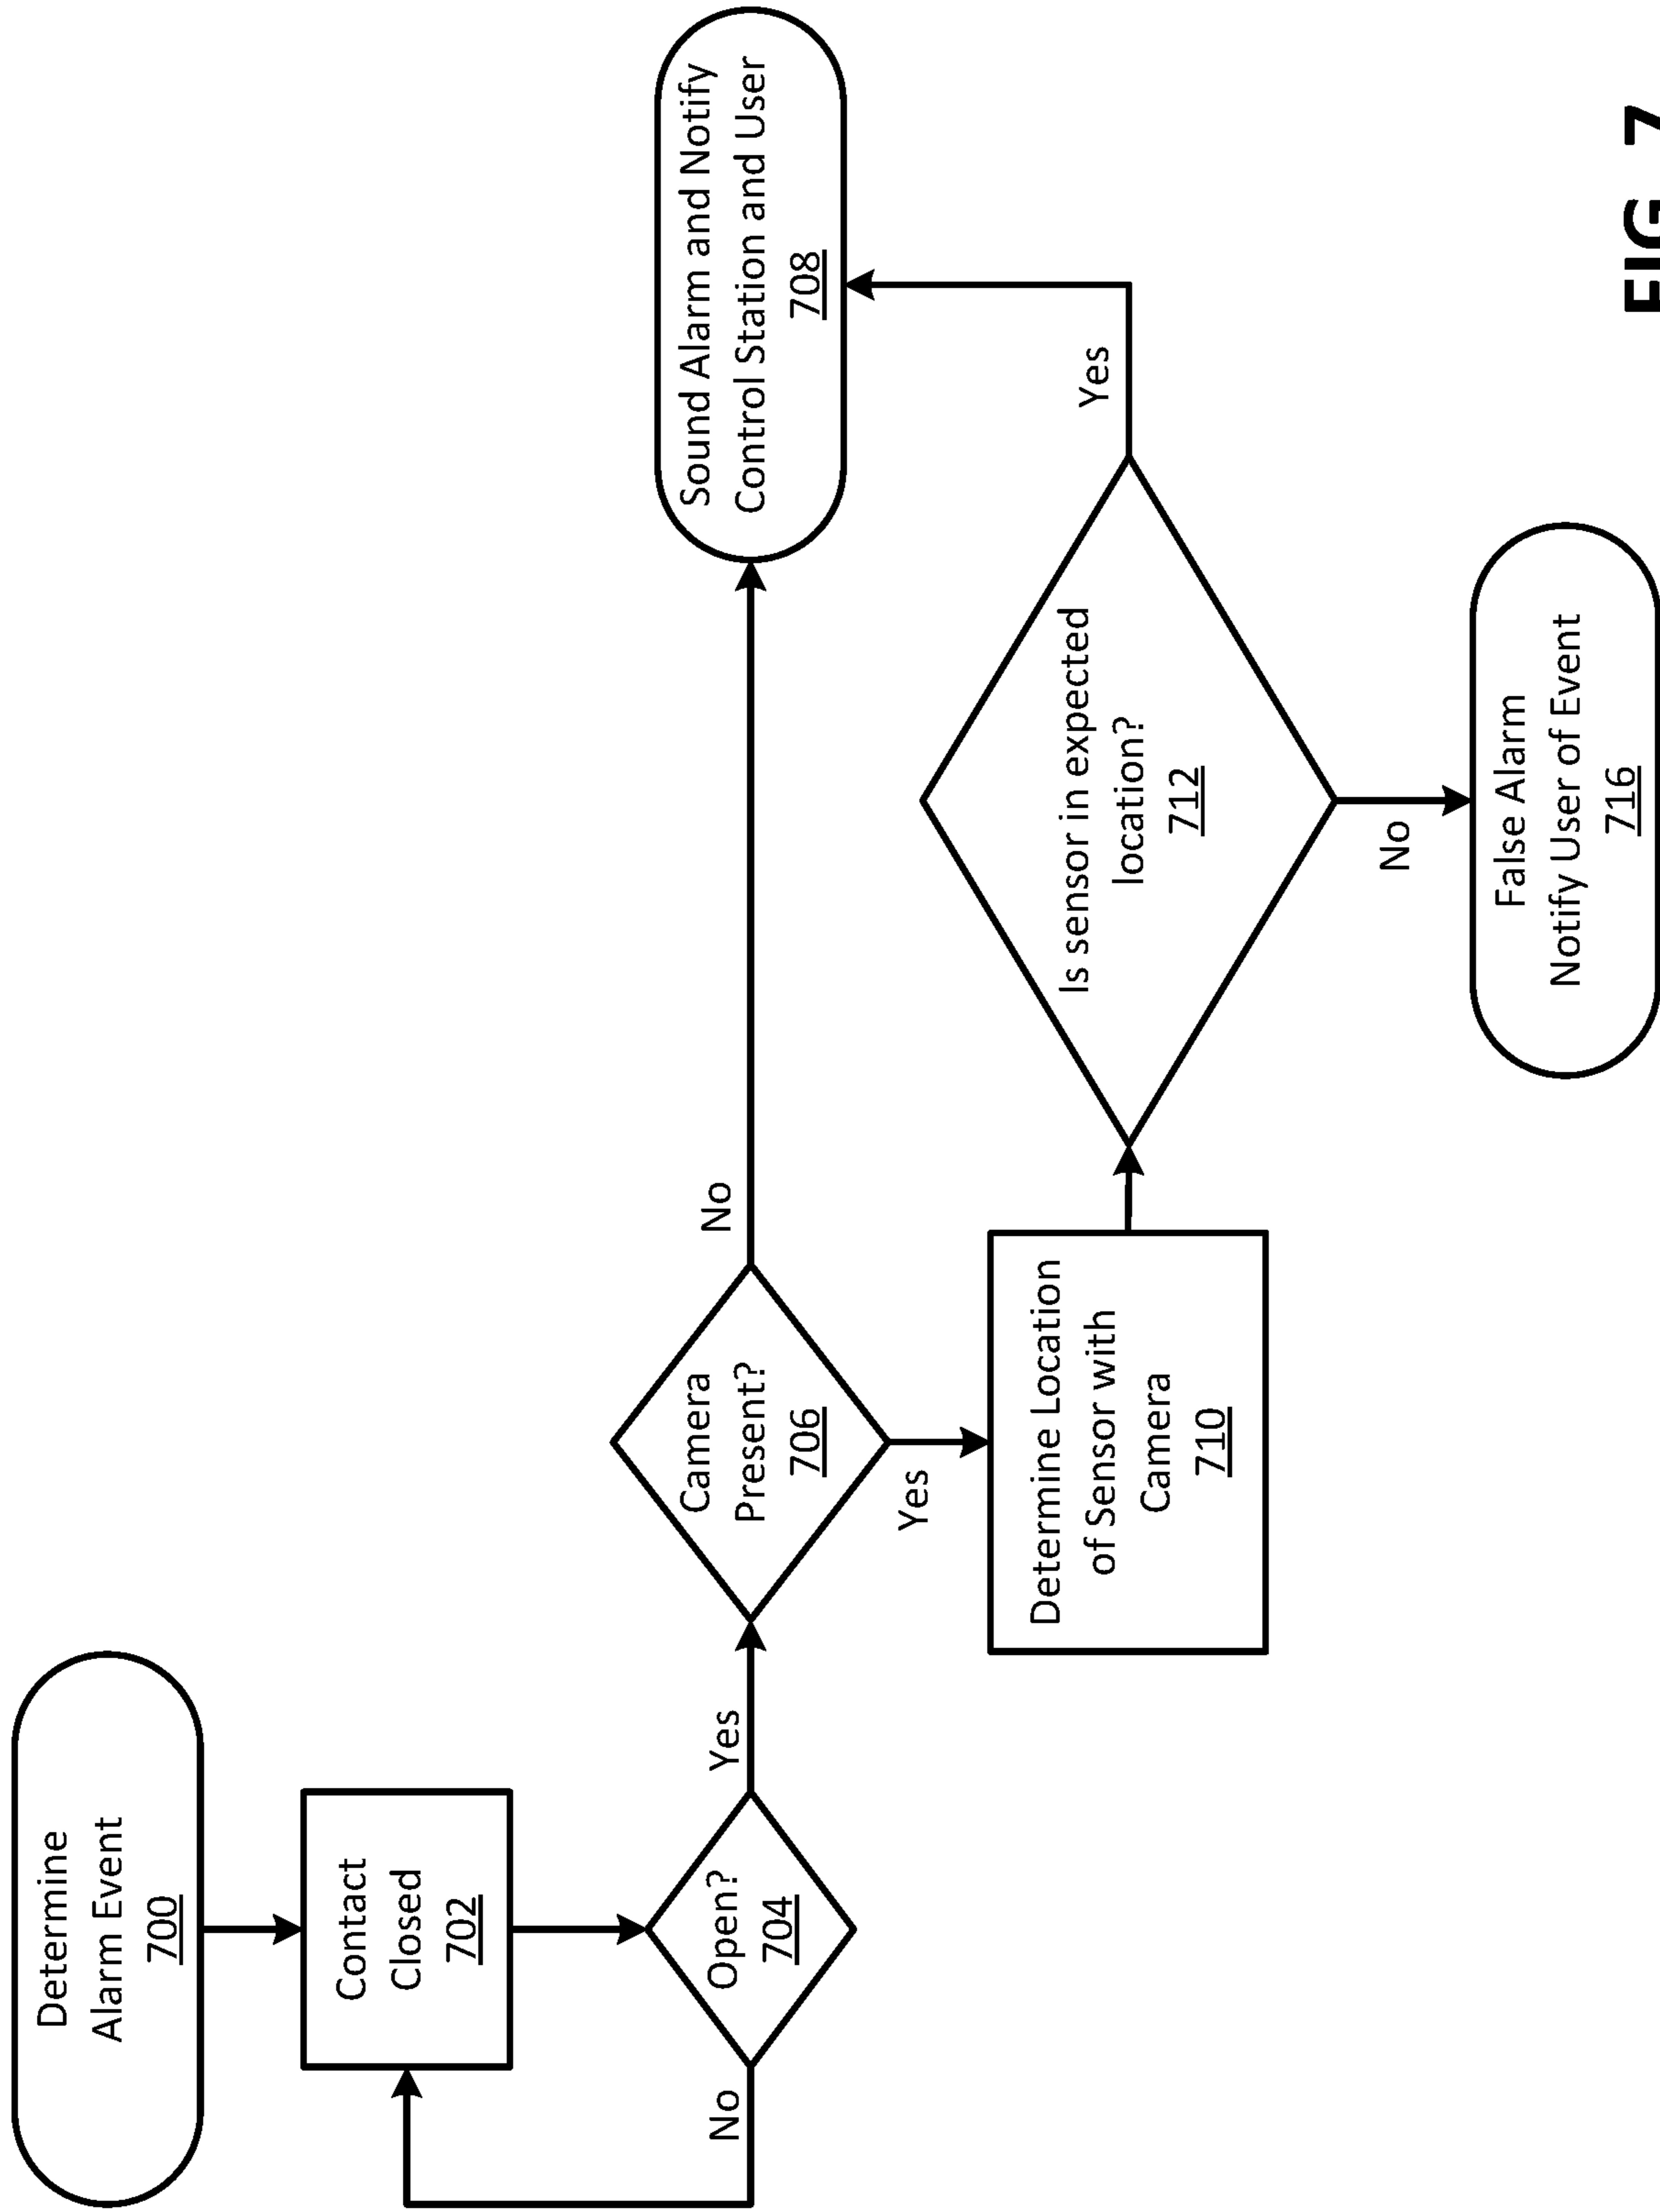 Determine
Alarm Event
700
Contact
Closed
702
Open?
704
No
Yes
Camera
Present?
706
No
Yes
Sound Alarm and Notify
Control Station and User
708
Determine Location
of Sensor with
Camera
710
Is sensor in expected
location?
712
Yes
No
False Alarm
Notify User of Event
716
FIG. 7